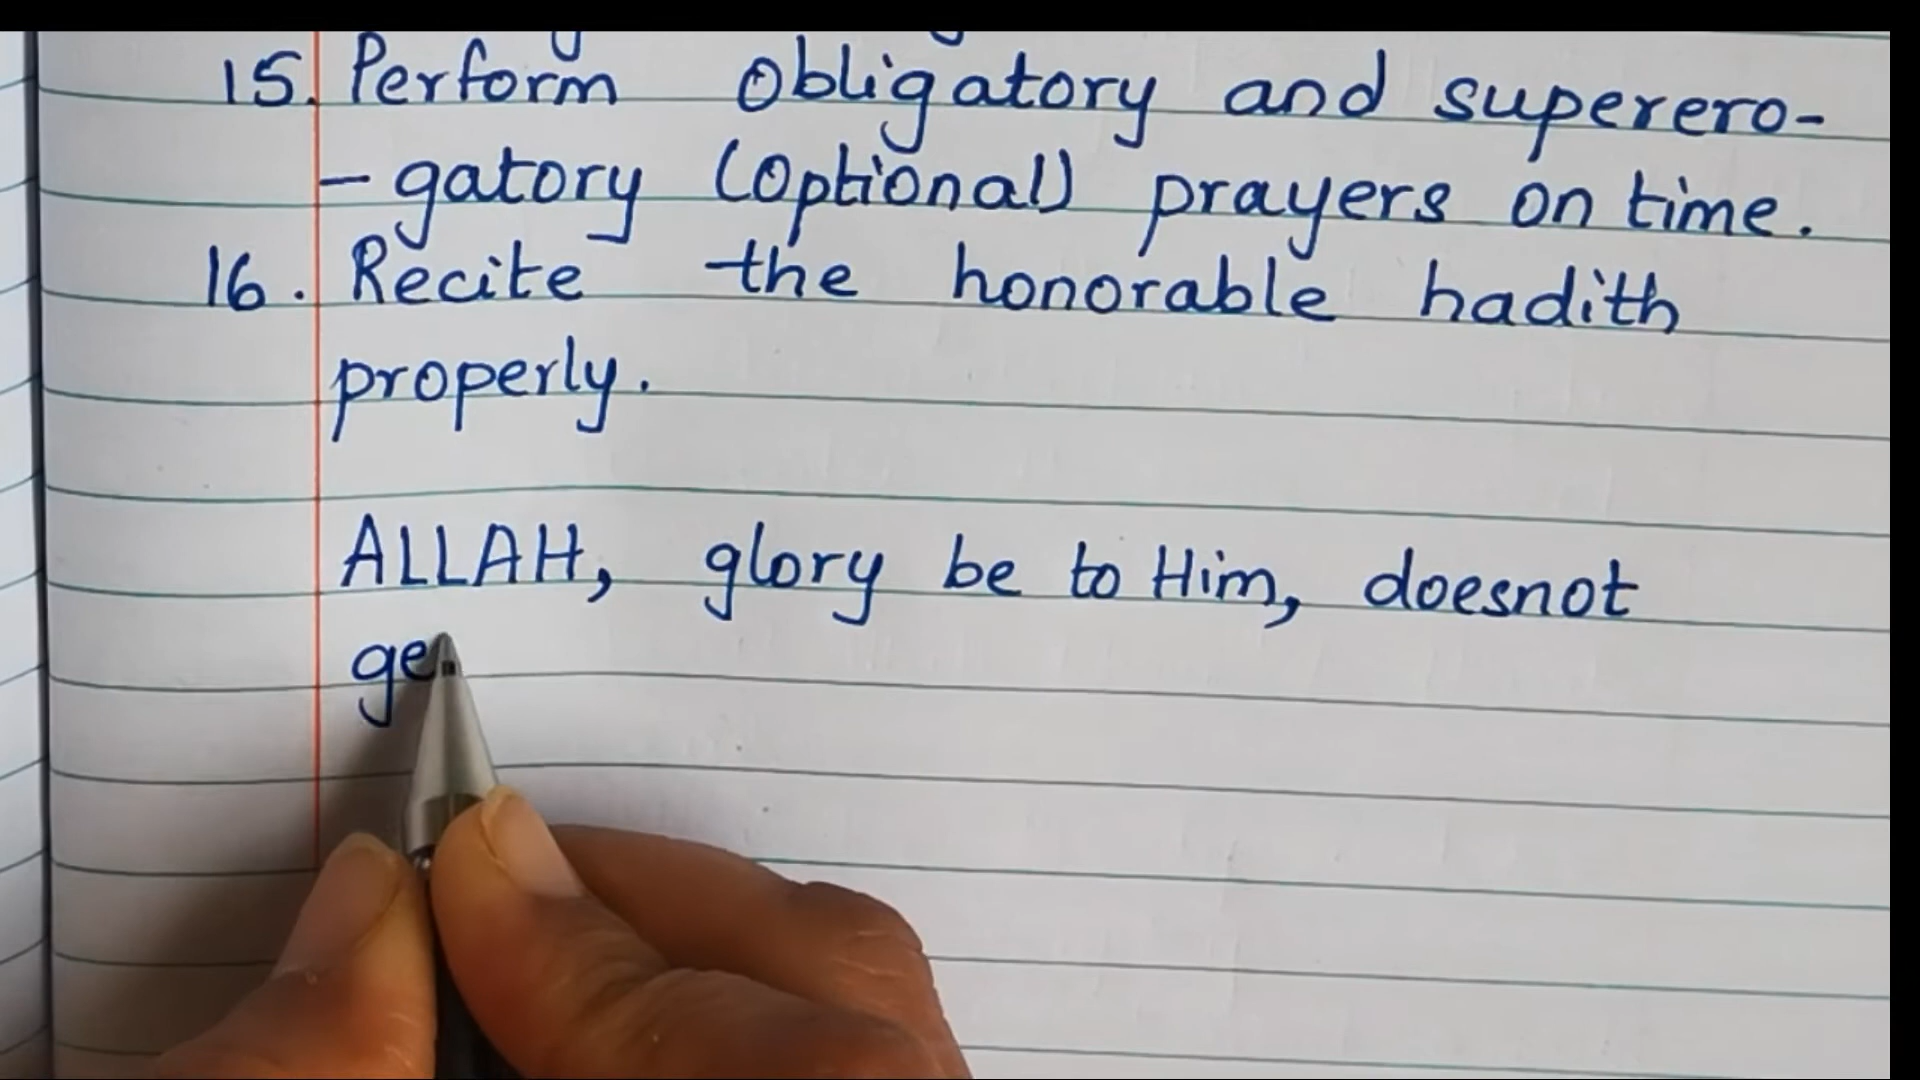 15. Perform obligatory and superero-
- gatory (optional) prayers on time.
16. Recite the honorable hadith
properly.
ALLAH, glory be to Him, doesnot
ge